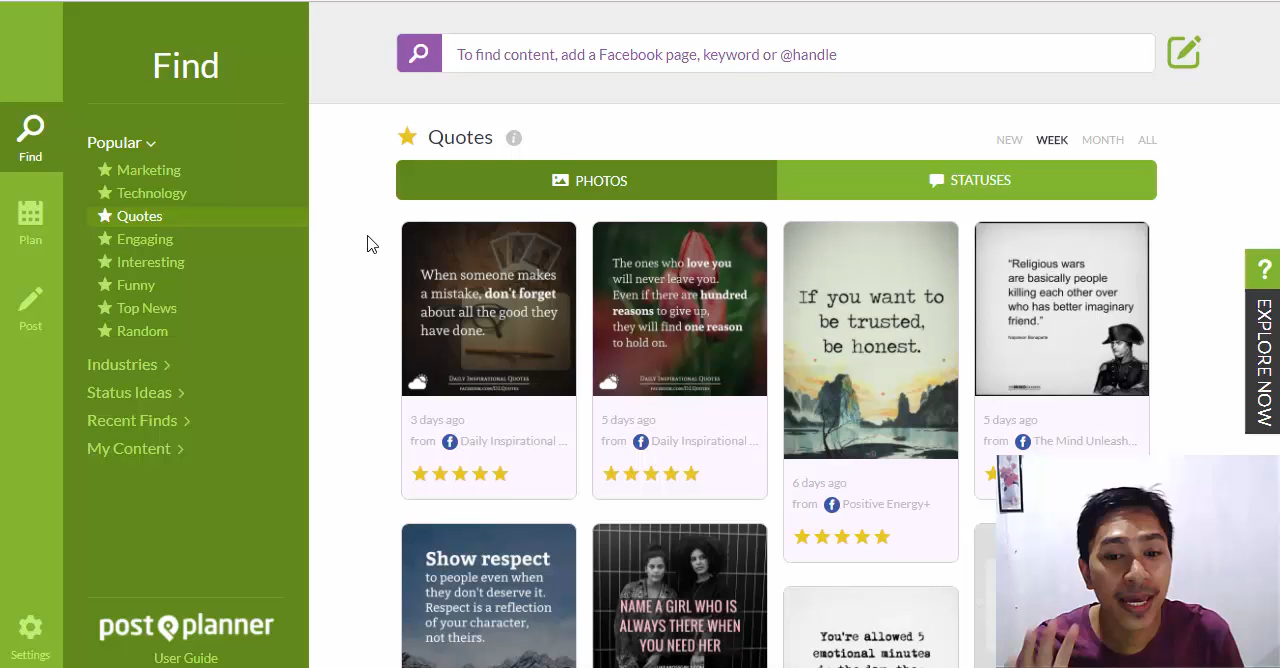 Find
Find
Plan
Post
Settings
Popular
Marketing
Technology
Quotes
Engaging
Interesting
Funny
Top News
Random
Industries
Status Ideas
Recent Finds
My Content
post planner
User Guide
To find content, add a Facebook page, keyword or @handle
Quotes
NEW WEEK MONTH ALL
PHOTOS
STATUSES
When someone makes
a mistake, don't forget
about all the good they
have done.
DAILY INSPIRATIONAL QUOTES
3 days ago
from Daily Inspirational ...
The ones who love you
will never leave you.
Even if there are hundred
reasons to give up,
they will find one reason
to hold on.
DAILY INSPIRATIONAL QUOTES
5 days ago
from Daily Inspirational ...
If you want to
be trusted,
be honest.
6 days ago
from Positive Energy+
“Religious wars
are basically people
killing each other over
who has better imaginary
friend.”
Napoleon Bonaparte
5 days ago
from The Mind Unleash...
Show respect
to people even when
they don't deserve it.
Respect is a reflection
of your character,
not theirs.
NAME A GIRL WHO IS
ALWAYS THERE WHEN
YOU NEED HER
You're allowed 5
emotional minutes
?
EXPLORE NOW